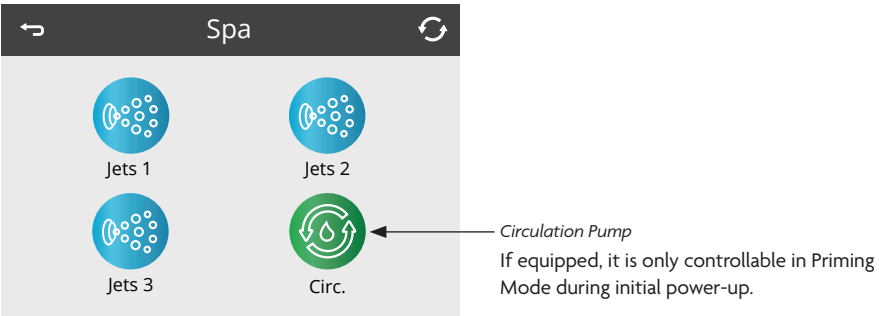 Spa
Jets 1
Jets 2
Jets 3
Circ.
Circulation Pump
If equipped, it is only controllable in Priming
Mode during initial power-up.